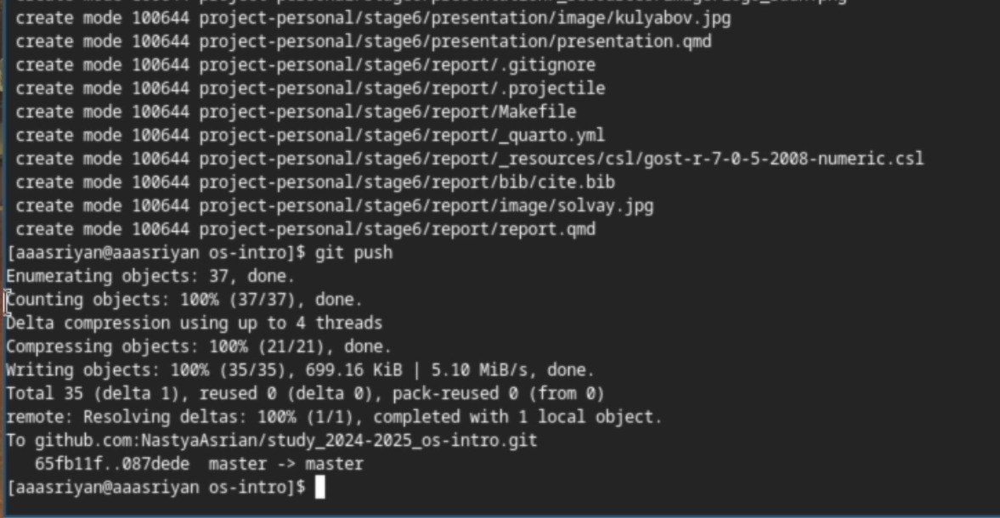 create mode 100644 project-personal/stage6/presentation/image/kulyabov.jpg
create mode 100644 project-personal/stage6/presentation/presentation.qmd
create mode 100644 project-personal/stage6/report/.gitignore
create mode 100644 project-personal/stage6/report/.projectile
create mode 100644 project-personal/stage6/report/Makefile
create mode 100644 project-personal/stage6/report/_quarto.yml
create mode 100644 project-personal/stage6/report/_resources/csl/gost-r-7-0-5-2008-numeric.csl
create mode 100644 project-personal/stage6/report/bib/cite.bib
create mode 100644 project-personal/stage6/report/image/solvay.jpg
create mode 100644 project-personal/stage6/report/report.qmd
[aaasriyan@aaasriyan os-intro]$ git push
Enumerating objects: 37, done.
Counting objects: 100% (37/37), done.
Delta compression using up to 4 threads
Compressing objects: 100% (21/21), done.
Writing objects: 100% (35/35), 699.16 KiB | 5.10 MiB/s, done.
Total 35 (delta 1), reused 0 (delta 0), pack-reused 0 (from 0)
remote: Resolving deltas: 100% (1/1), completed with 1 local object.
To github.com:NastyaAsrian/study_2024-2025_os-intro.git
65fb11f..087dede  master -> master
[aaasriyan@aaasriyan os-intro]$